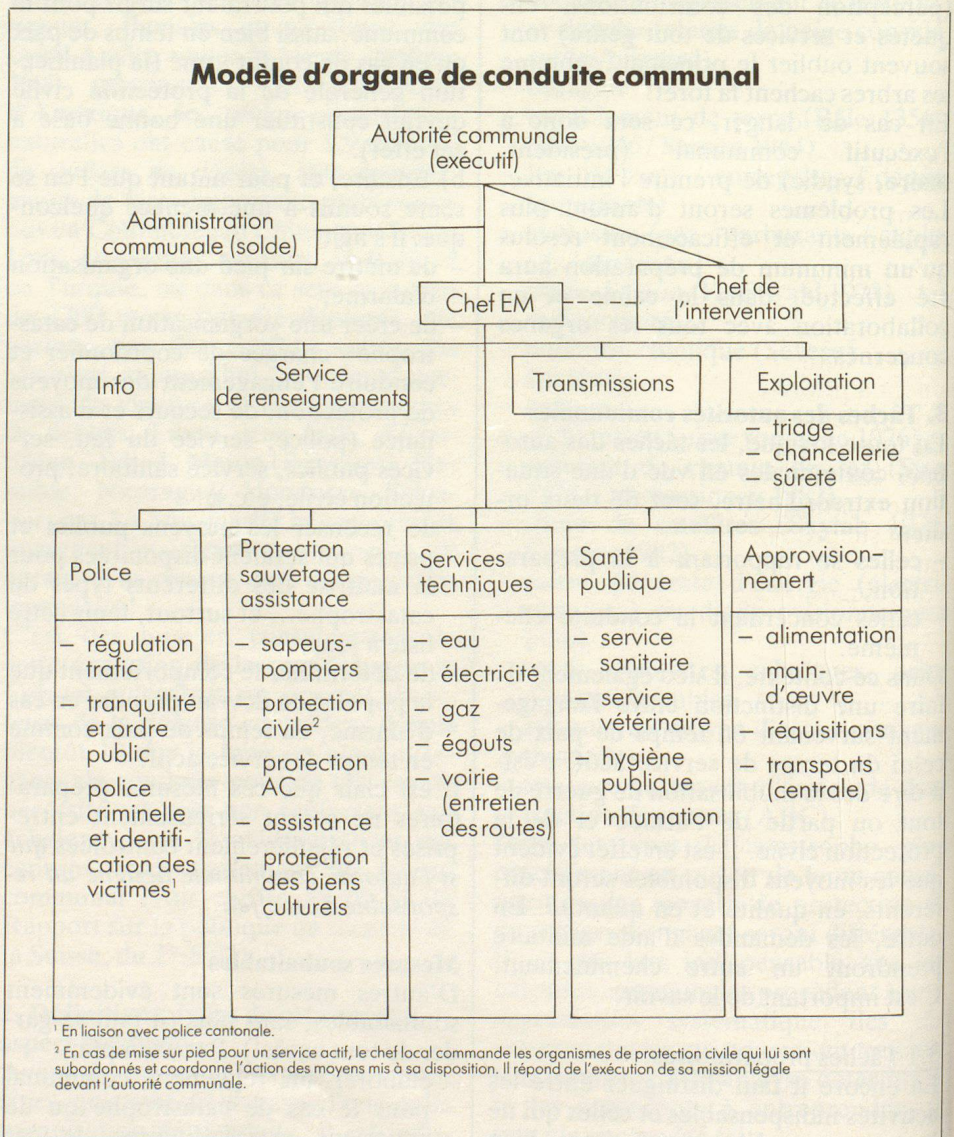 Modèle d'organe de conduite communal
Autorité communale
(exécutif)
Administration
communale (solde)
Chef EM
Chef de
l'intervention
Info
Service
de renseignements
Transmissions
Exploitation
– triage
– chancellerie
– sûreté
Police
– régulation
trafic
– tranquillité
et ordre
public
– police
criminelle
et identifi-
cation des
victimes¹
Protection
sauvetage
assistance
– sapeurs-
pompiers
– protection
civile²
– protection
AC
– assistance
– protection
des biens
culturels
Services
techniques
– eau
– électricité
– gaz
– égouts
– voirie
(entretien
des routes)
Santé
publique
– service
sanitaire
– service
vétérinaire
– hygiène
publique
– inhumation
Approvision-
nement
– alimentation
– main-
d'œuvre
– réquisitions
– transports
(centrale)
¹ En liaison avec police cantonale.
² En cas de mise sur pied pour un service actif, le chef local commande les organismes de protection civile qui lui sont
subordonnés et coordonne l'action des moyens mis à sa disposition. Il répond de l'exécution de sa mission légale
devant l'autorité communale.